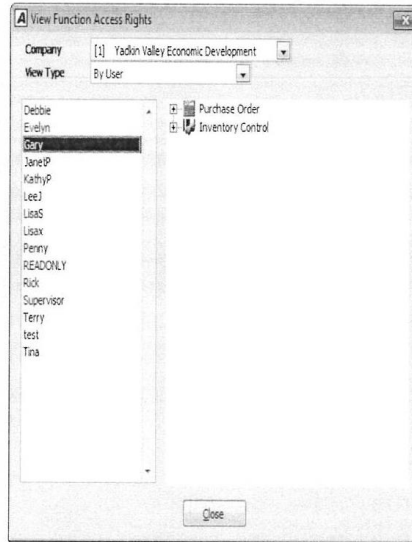 A View Function Access Rights
Company [1] Yadkin Valley Economic Development
View Type By User
Debbie
Evelyn
Gary
JanetP
KathyP
LeeJ
LisaS
Lisax
Penny
READONLY
Rick
Supervisor
Terry
test
Tina
Purchase Order
Inventory Control
Close